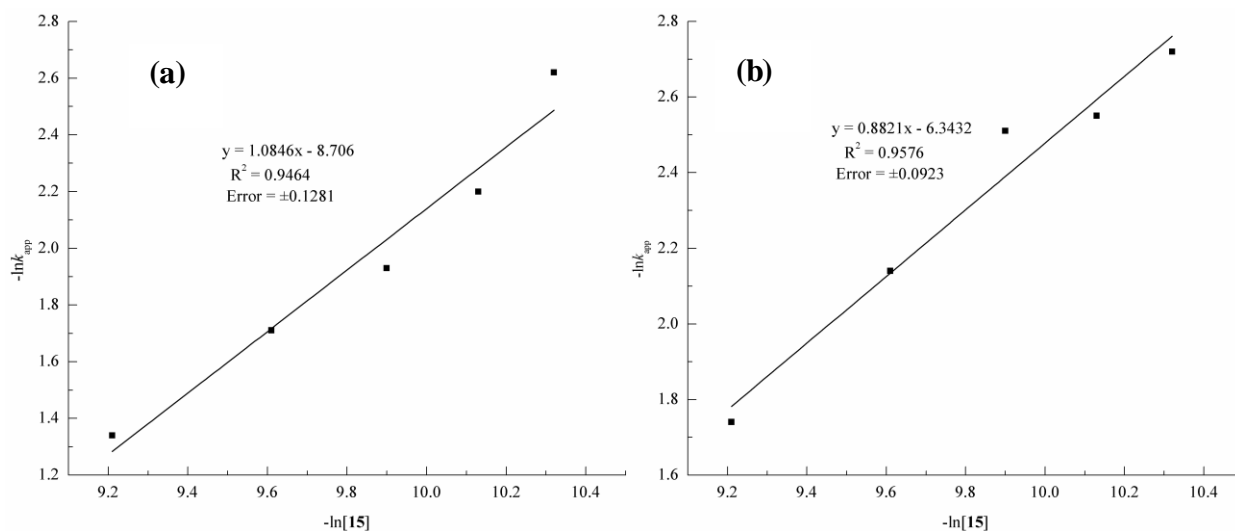 (a)
y = 1.0846x - 8.706
R² = 0.9464
Error = ±0.1281
2.8
2.6
2.4
2.2
2.0
1.8
1.6
1.4
1.2
-lnk_app
9.2 9.4 9.6 9.8 10.0 10.2 10.4
-ln[15]
(b)
y = 0.8821x - 6.3432
R² = 0.9576
Error = ±0.0923
2.8
2.6
2.4
2.2
2.0
1.8
1.6
-lnk_app
9.2 9.4 9.6 9.8 10.0 10.2 10.4
-ln[15]